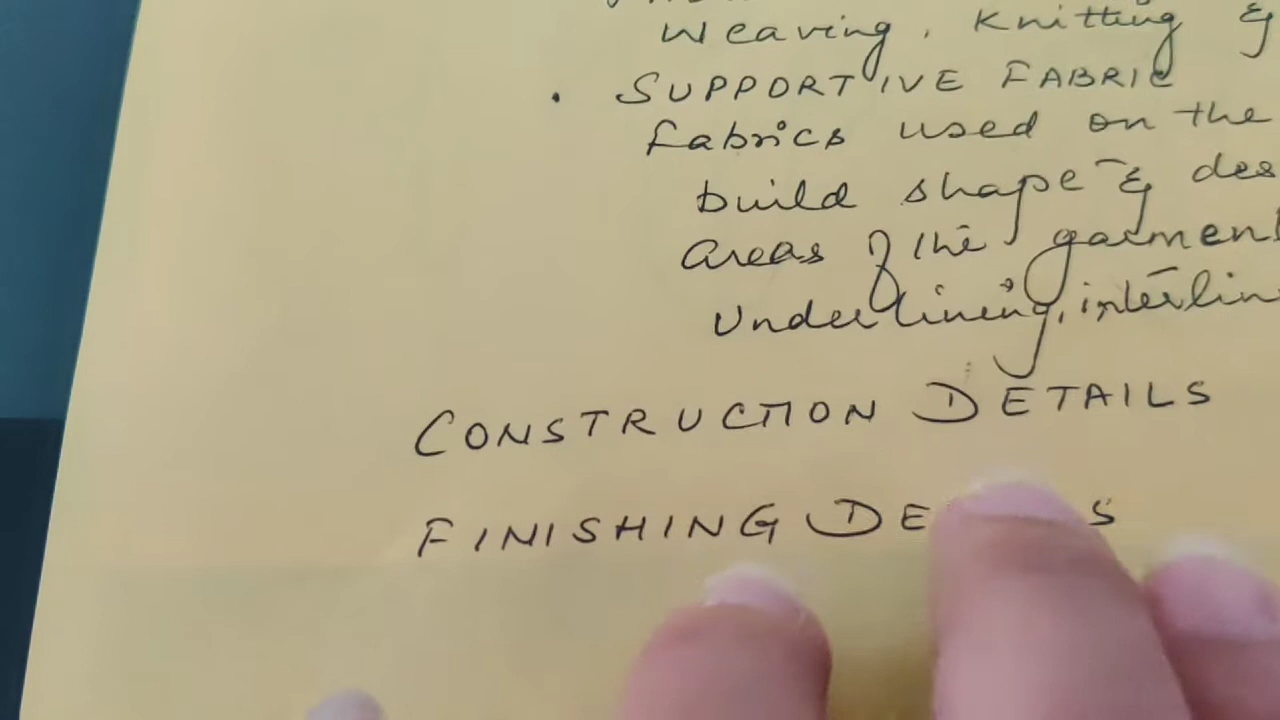 Weaving, Knitting &
• SUPPORTIVE FABRIC
Fabrics used on the
build shape & des
areas of the garment
Underlining, interlin
CONSTRUCTION DETAILS
FINISHING DE S